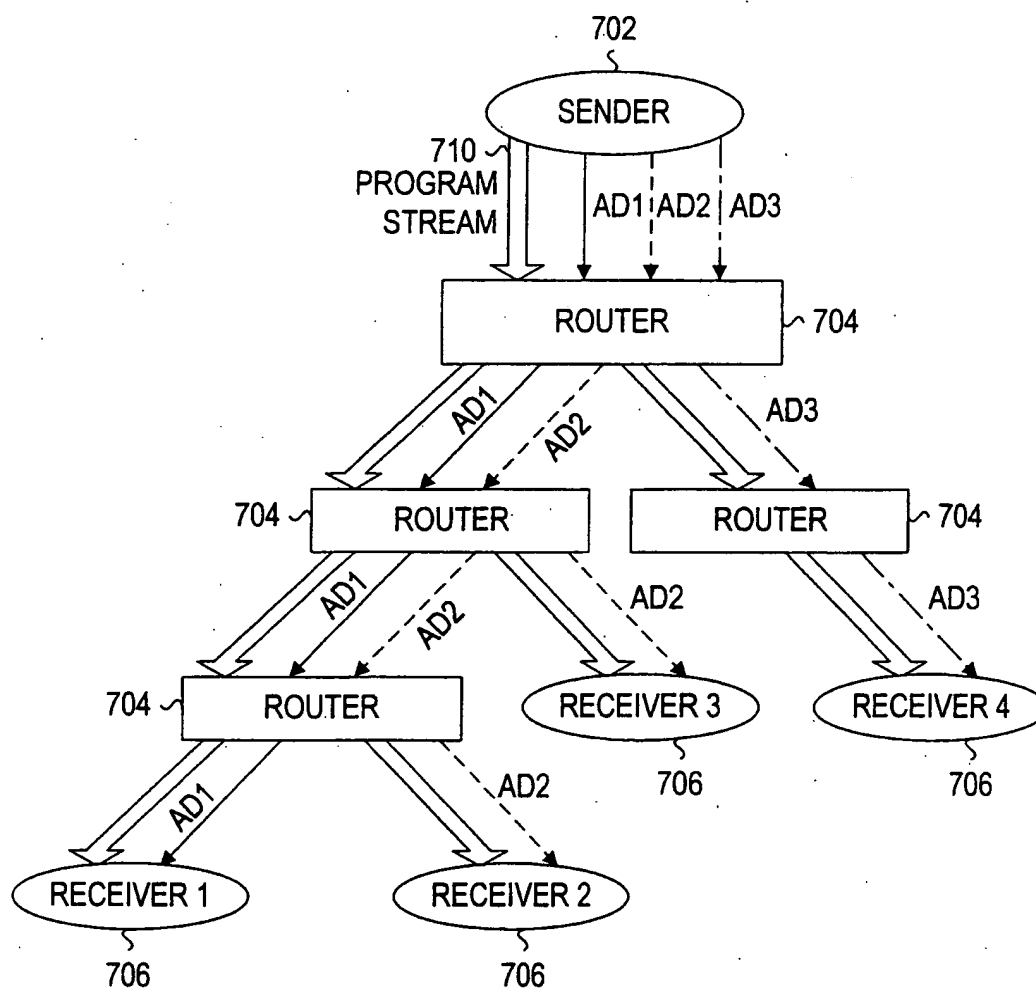 702
SENDER
710
PROGRAM
STREAM
AD1
AD2
AD3
ROUTER
704
AD1
AD2
AD3
704
ROUTER
ROUTER
704
AD1
AD2
AD2
AD3
704
ROUTER
RECEIVER 3
RECEIVER 4
706
706
AD1
AD2
RECEIVER 1
RECEIVER 2
706
706